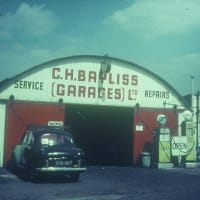 C.H. BAYLISS
SERVICE (GARAGES) LTD REPAIRS
OPEN